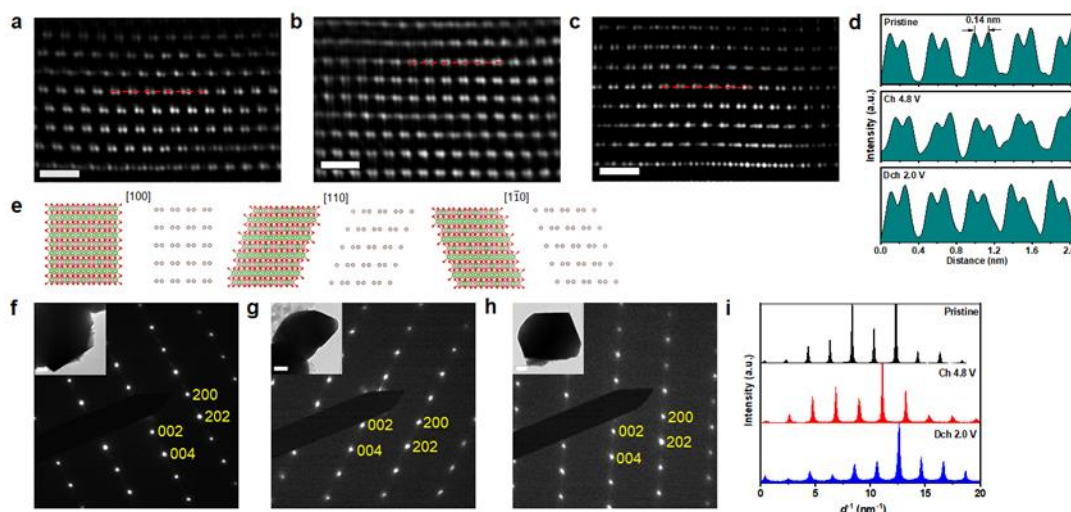 a
b
c
d
Pristine
0.14 nm
Ch 4.8 V
Dch 2.0 V
Intensity (a.u.)
0.0 0.4 0.8 1.2 1.6 2.0
Distance (nm)
e
[100]
[110]
[11̄0]
f
200
202
002
004
g
200
002
004
202
h
200
002
202
004
i
Pristine
Ch 4.8 V
Dch 2.0 V
Intensity (a.u.)
0 5 10 15 20
d⁻¹ (nm⁻¹)